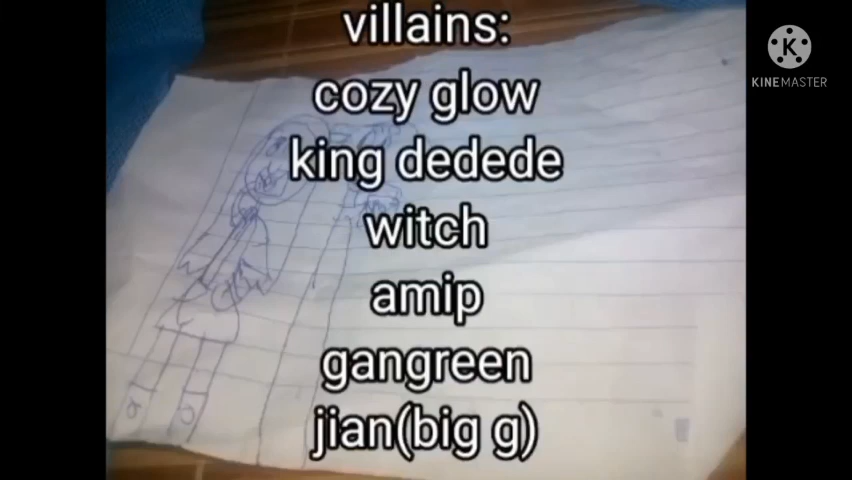 villains:
cozy glow
king dedede
witch
amip
gangreen
jian(big g)
K
KINEMASTER